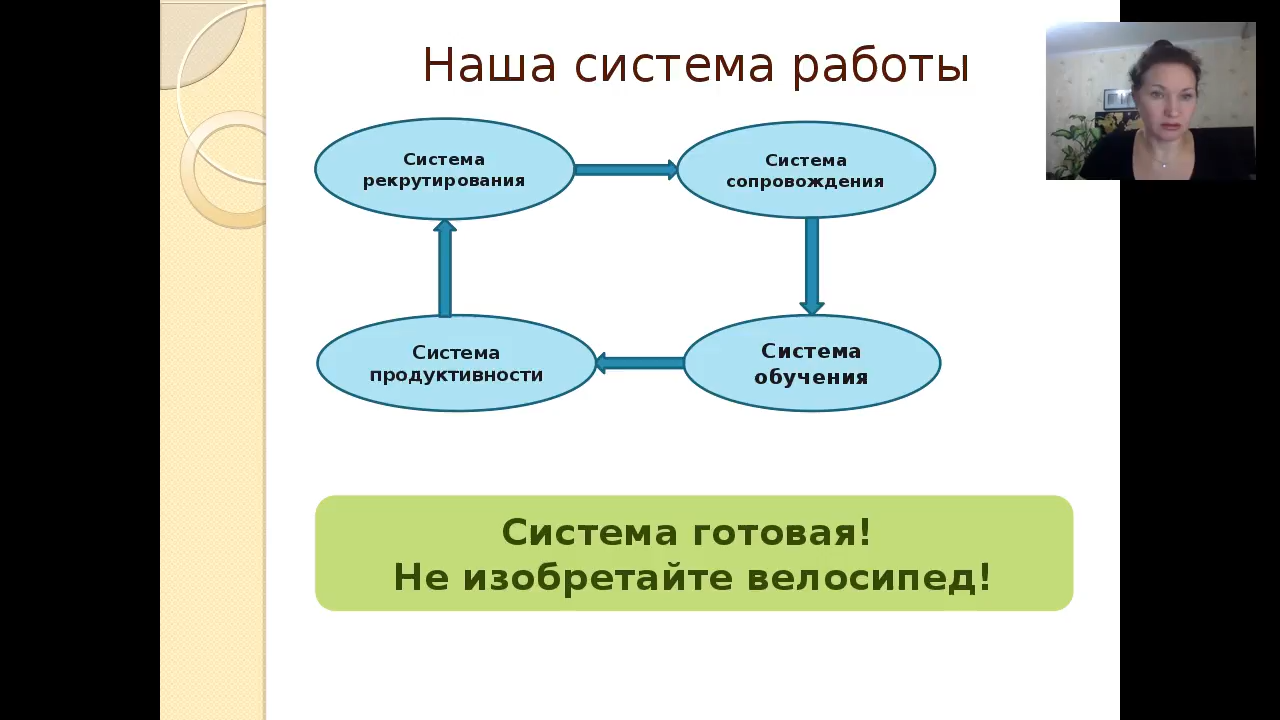 Наша система работы
Система
рекрутирования
Система
сопровождения
Система
продуктивности
Система
обучения
Система готовая!
Не изобретайте велосипед!